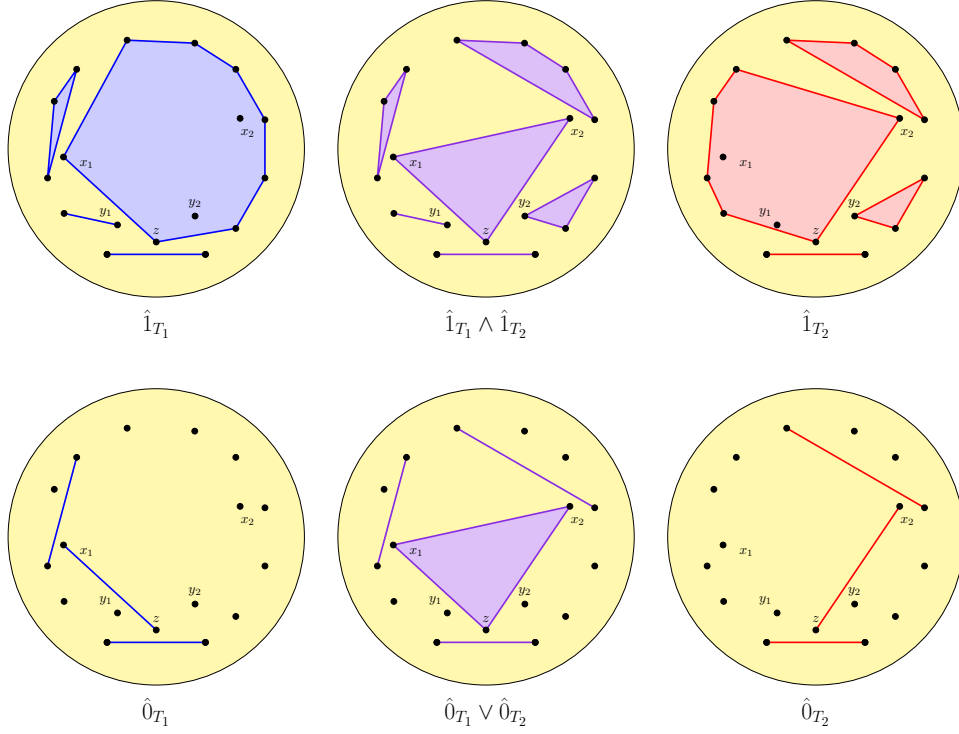 x₂
x₁
y₁ y₂
z
x₂
x₁
y₁ y₂
z
x₂
x₁
y₁ y₂
z
1̂_{T₁} 1̂_{T₁} ∧ 1̂_{T₂} 1̂_{T₂}
x₂
x₁
y₁ y₂
z
x₂
x₁
y₁ y₂
z
x₂
x₁
y₁ y₂
z
0̂_{T₁} 0̂_{T₁} ∨ 0̂_{T₂} 0̂_{T₂}